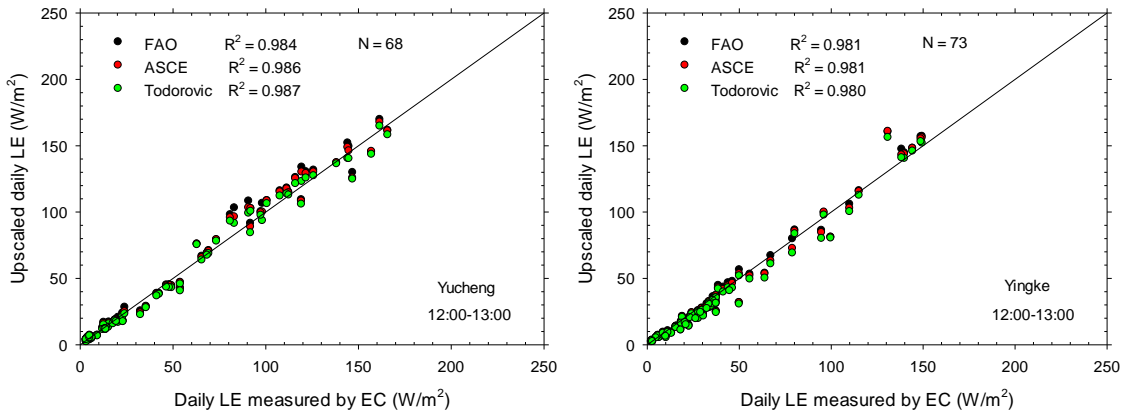 250
200
150
100
50
0
Upscaled daily LE (W/m²)
FAO R² = 0.984 N = 68
ASCE R² = 0.986
Todorovic R² = 0.987
Yucheng
12:00-13:00
0 50 100 150 200 250
Daily LE measured by EC (W/m²)
250
200
150
100
50
0
Upscaled daily LE (W/m²)
FAO R² = 0.981 N = 73
ASCE R² = 0.981
Todorovic R² = 0.980
Yingke
12:00-13:00
0 50 100 150 200 250
Daily LE measured by EC (W/m²)